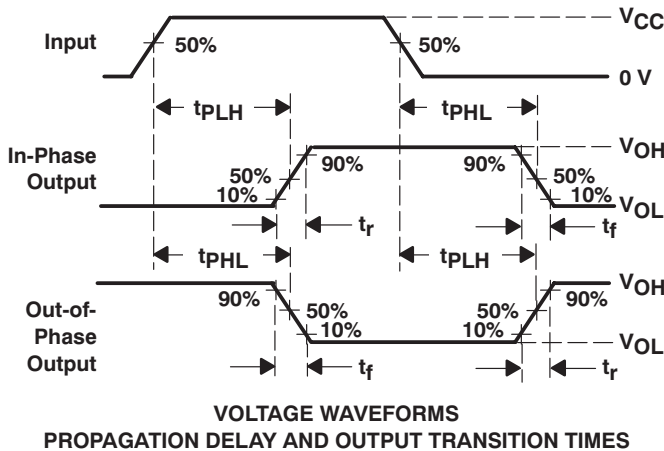 Input
50%
50%
VCC
0 V
tPLH
tPHL
In-Phase
Output
50%
10%
90%
90%
50%
10%
VOH
VOL
tr
tf
tPHL
tPLH
Out-of-
Phase
Output
90%
50%
10%
50%
10%
90%
VOH
VOL
tf
tr
VOLTAGE WAVEFORMS
PROPAGATION DELAY AND OUTPUT TRANSITION TIMES